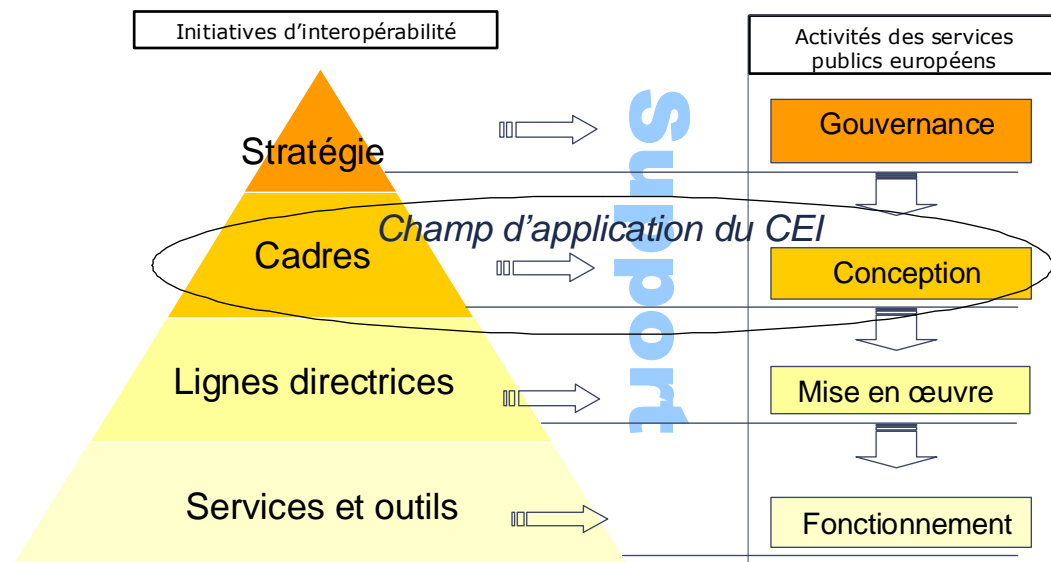 Initiatives d’interopérabilité
Activités des services
publics européens
Stratégie
support
Gouvernance
Champ d’application du CEI
Cadres
Conception
Lignes directrices
Mise en œuvre
Services et outils
Fonctionnement